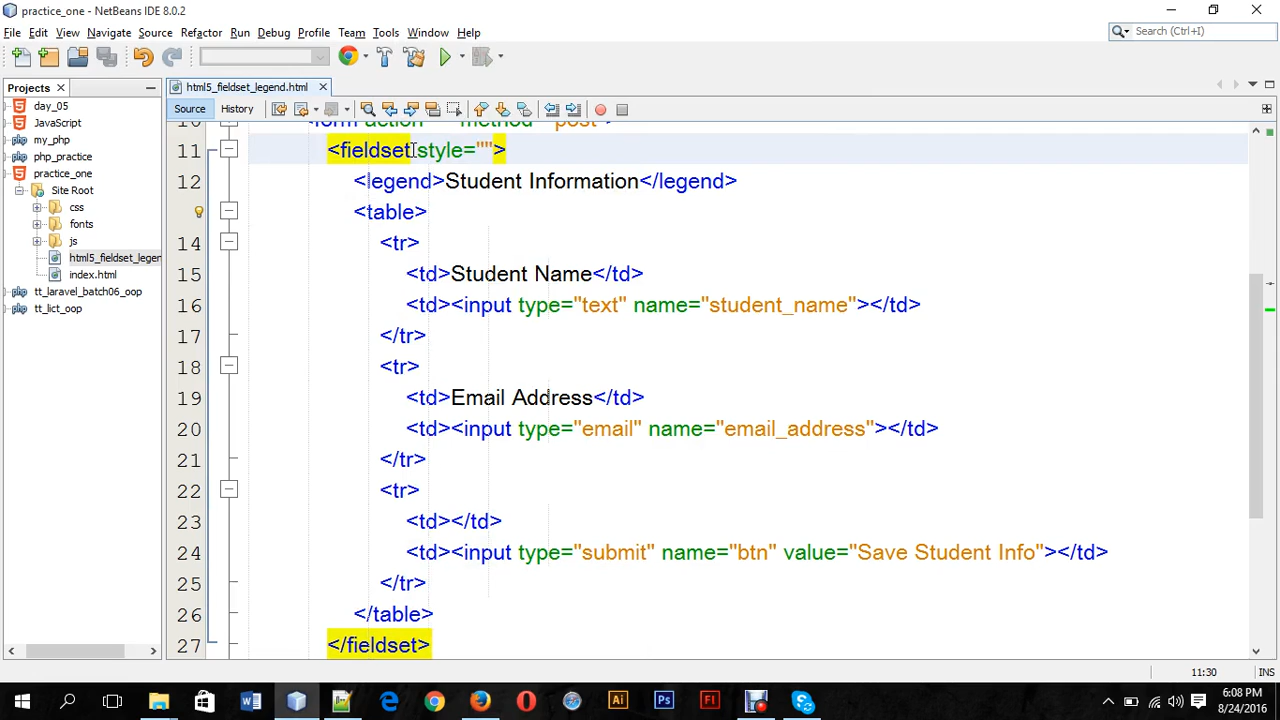 practice_one - NetBeans IDE 8.0.2
File Edit View Navigate Source Refactor Run Debug Profile Team Tools Window Help
Search (Ctrl+I)
Projects
html5_fieldset_legend.html
day_05
JavaScript
my_php
php_practice
practice_one
Site Root
css
fonts
js
html5_fieldset_legen
index.html
tt_laravel_batch06_oop
tt_lict_oop
Source History
<form action="" method="post">
11 <fieldset style="">
12 <legend>Student Information</legend>
<table>
14 <tr>
15 <td>Student Name</td>
16 <td><input type="text" name="student_name"></td>
17 </tr>
18 <tr>
19 <td>Email Address</td>
20 <td><input type="email" name="email_address"></td>
21 </tr>
22 <tr>
23 <td></td>
24 <td><input type="submit" name="btn" value="Save Student Info"></td>
25 </tr>
26 </table>
27 </fieldset>
11:30 INS
6:08 PM
8/24/2016